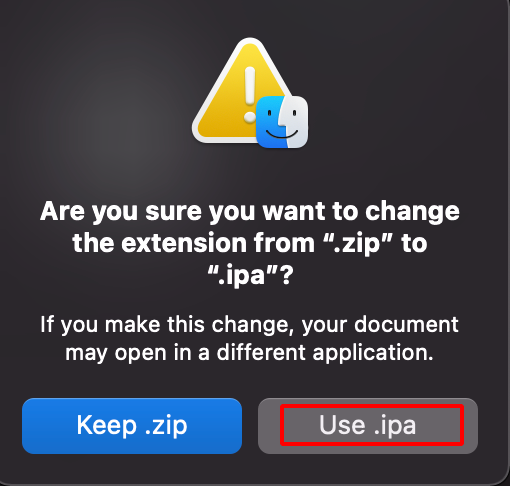 Are you sure you want to change
the extension from “.zip” to
“.ipa”?
If you make this change, your document
may open in a different application.
Keep .zip
Use .ipa